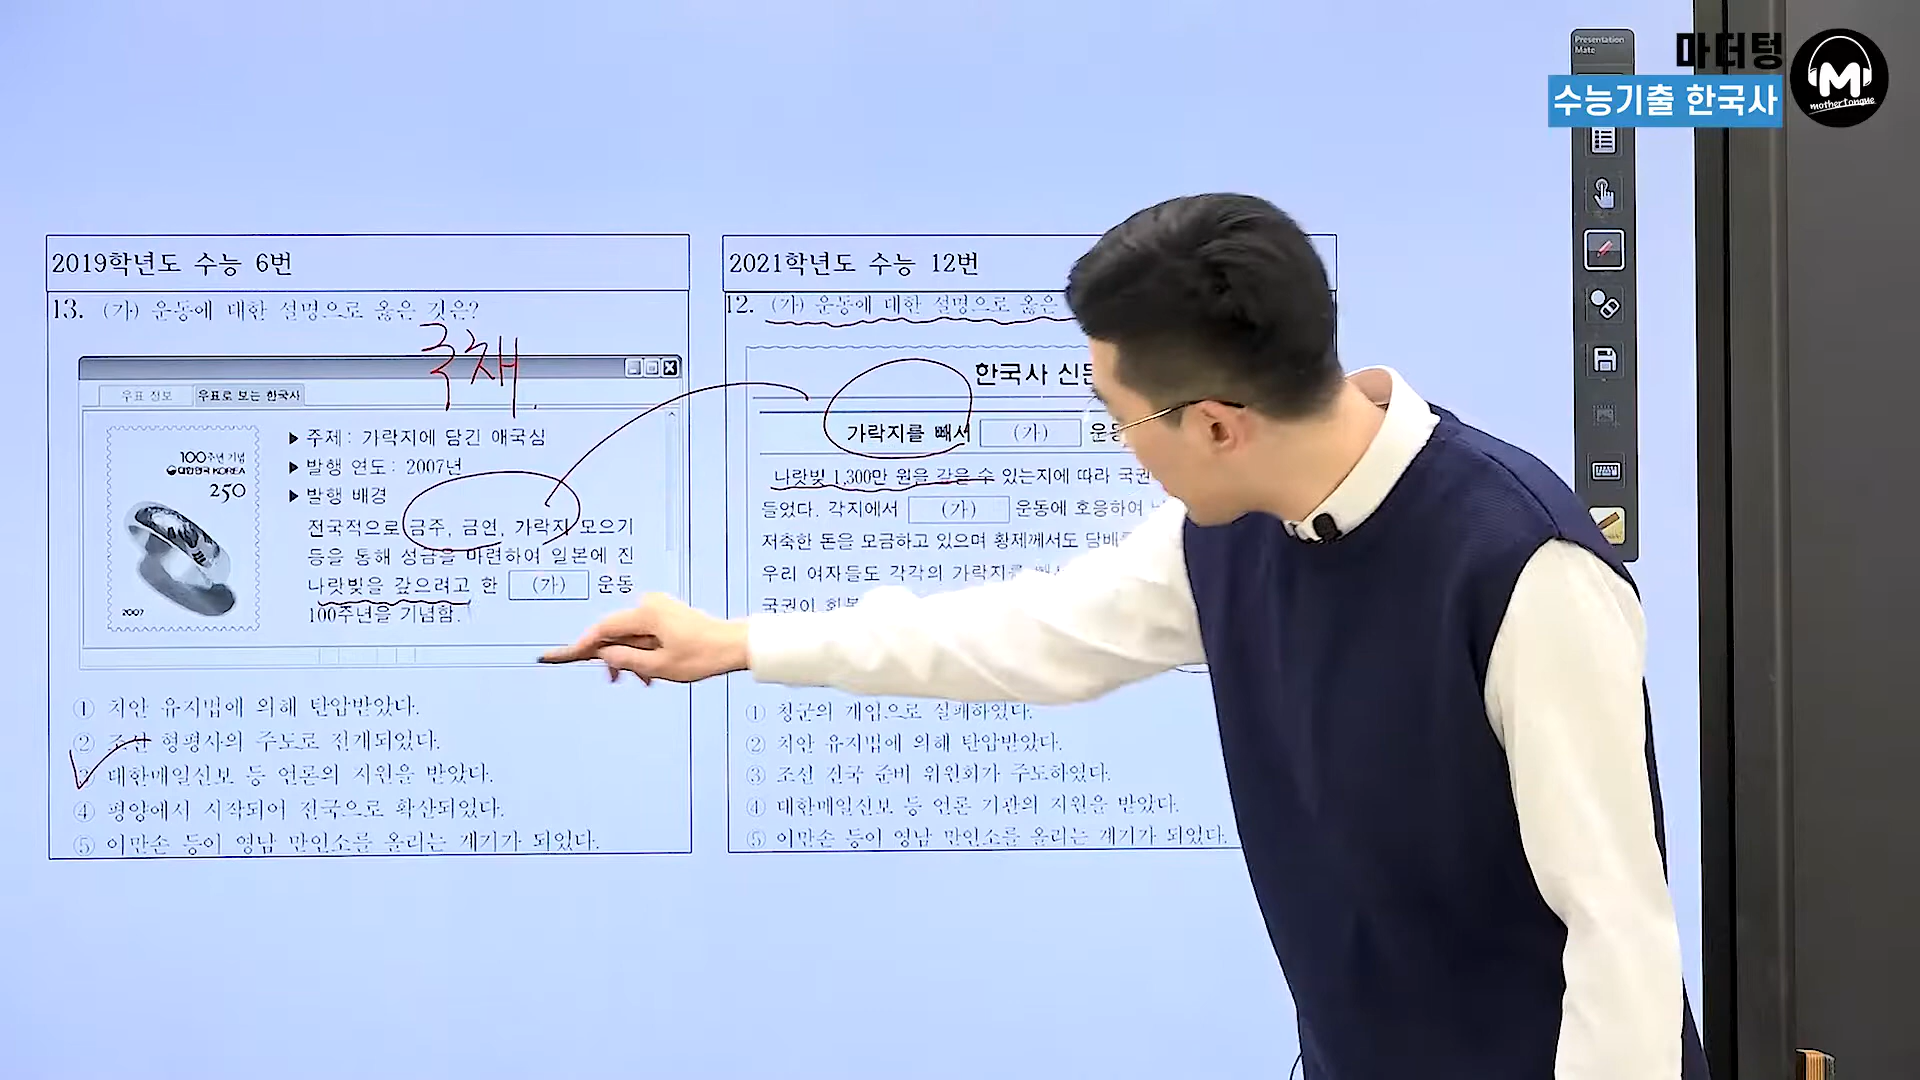 Presentation
Mate
마더텅
수능기출 한국사
M
mothertongue
2019학년도 수능 6번
13. (가) 운동에 대한 설명으로 옳은 것은?
국채.
우표 정보
우표로 보는 한국사
100주년 기념
대한민국 KOREA
250
2007
▶ 주제 : 가락지에 담긴 애국심
▶ 발행 연도 : 2007년
▶ 발행 배경
전국적으로 금주, 금연, 가락지 모으기
등을 통해 성금을 마련하여 일본에 진
나랏빚을 갚으려고 한 (가) 운동
100주년을 기념함.
① 치안 유지법에 의해 탄압받았다.
② 조선 형평사의 주도로 전개되었다.
③ 대한매일신보 등 언론의 지원을 받았다.
④ 평양에서 시작되어 전국으로 확산되었다.
⑤ 이만손 등이 영남 만인소를 올리는 계기가 되었다.
2021학년도 수능 12번
12. (가) 운동에 대한 설명으로 옳은
한국사 신문
가락지를 빼서 (가) 운동
나랏빚 1,300만 원을 갚을 수 있는지에 따라 국권
들었다. 각지에서 (가) 운동에 호응하여
저축한 돈을 모금하고 있으며 황제께서도 담배를
우리 여자들도 각각의 가락지를
국권이 회복
① 청군의 개입으로 실패하였다.
② 치안 유지법에 의해 탄압받았다.
③ 조선 건국 준비 위원회가 주도하였다.
④ 대한매일신보 등 언론 기관의 지원을 받았다.
⑤ 이만손 등이 영남 만인소를 올리는 계기가 되었다.